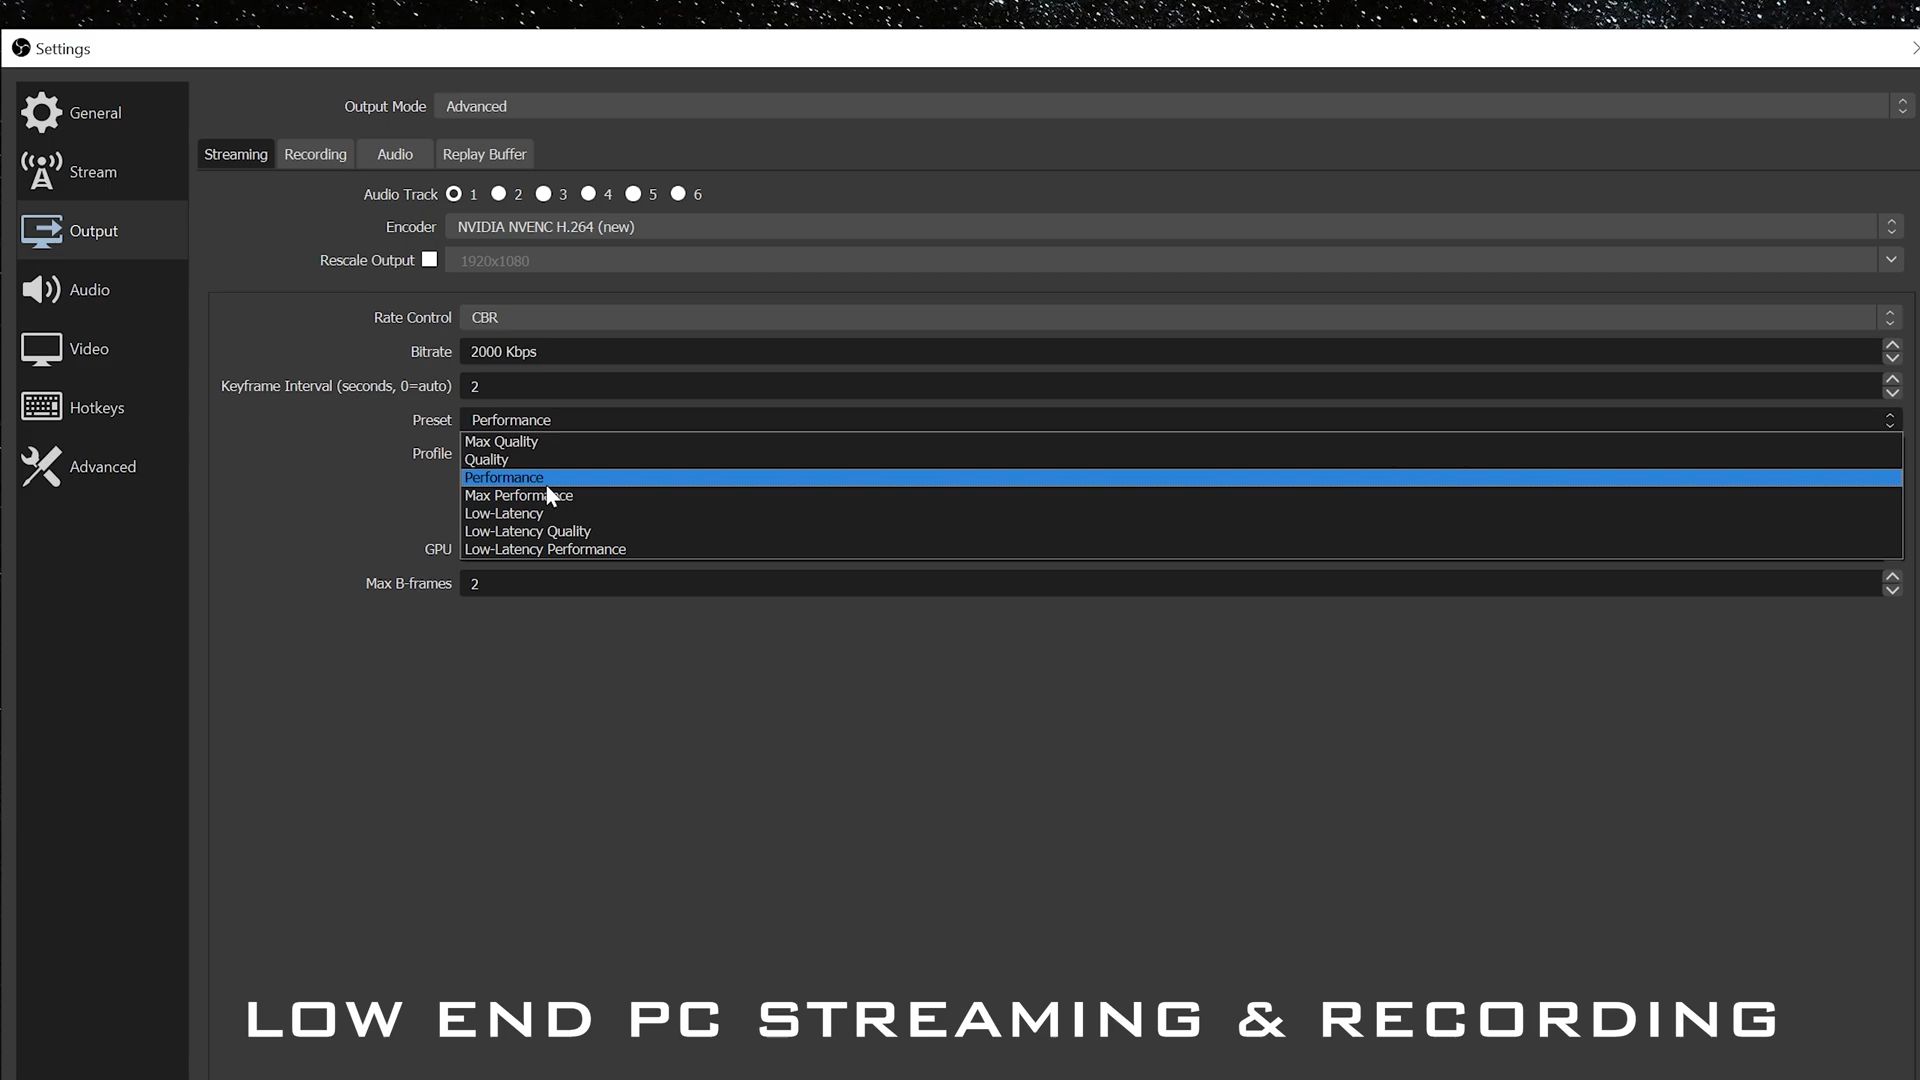 Settings
General
Stream
Output
Audio
Video
Hotkeys
Advanced
Output Mode Advanced
Streaming Recording Audio Replay Buffer
Audio Track 1 2 3 4 5 6
Encoder NVIDIA NVENC H.264 (new)
Rescale Output 1920x1080
Rate Control CBR
Bitrate 2000 Kbps
Keyframe Interval (seconds, 0=auto) 2
Preset Performance
Max Quality
Profile
Quality
Performance
Max Performance
Low-Latency
Low-Latency Quality
GPU Low-Latency Performance
Max B-frames 2
LOW END PC STREAMING & RECORDING